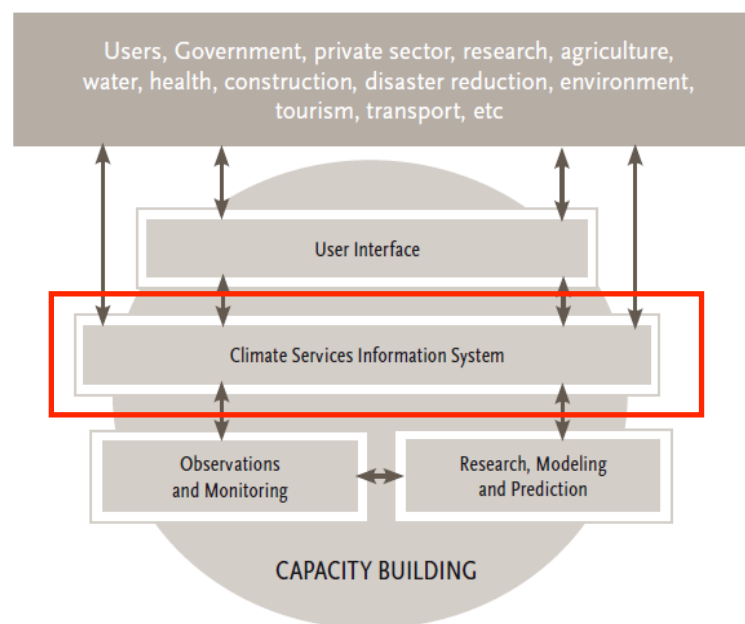 Users, Government, private sector, research, agriculture,
water, health, construction, disaster reduction, environment,
tourism, transport, etc
User Interface
Climate Services Information System
Observations
and Monitoring
Research, Modeling
and Prediction
CAPACITY BUILDING